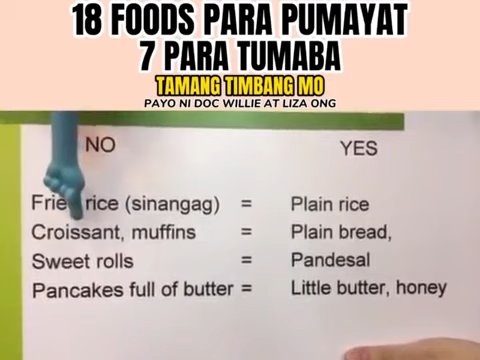 18 FOODS PARA PUMAYAT
7 PARA TUMABA
TAMANG TIMBANG MO
PAYO NI DOC WILLIE AT LIZA ONG
NO YES
Fried rice (sinangag) = Plain rice
Croissant, muffins = Plain bread,
Sweet rolls = Pandesal
Pancakes full of butter = Little butter, honey